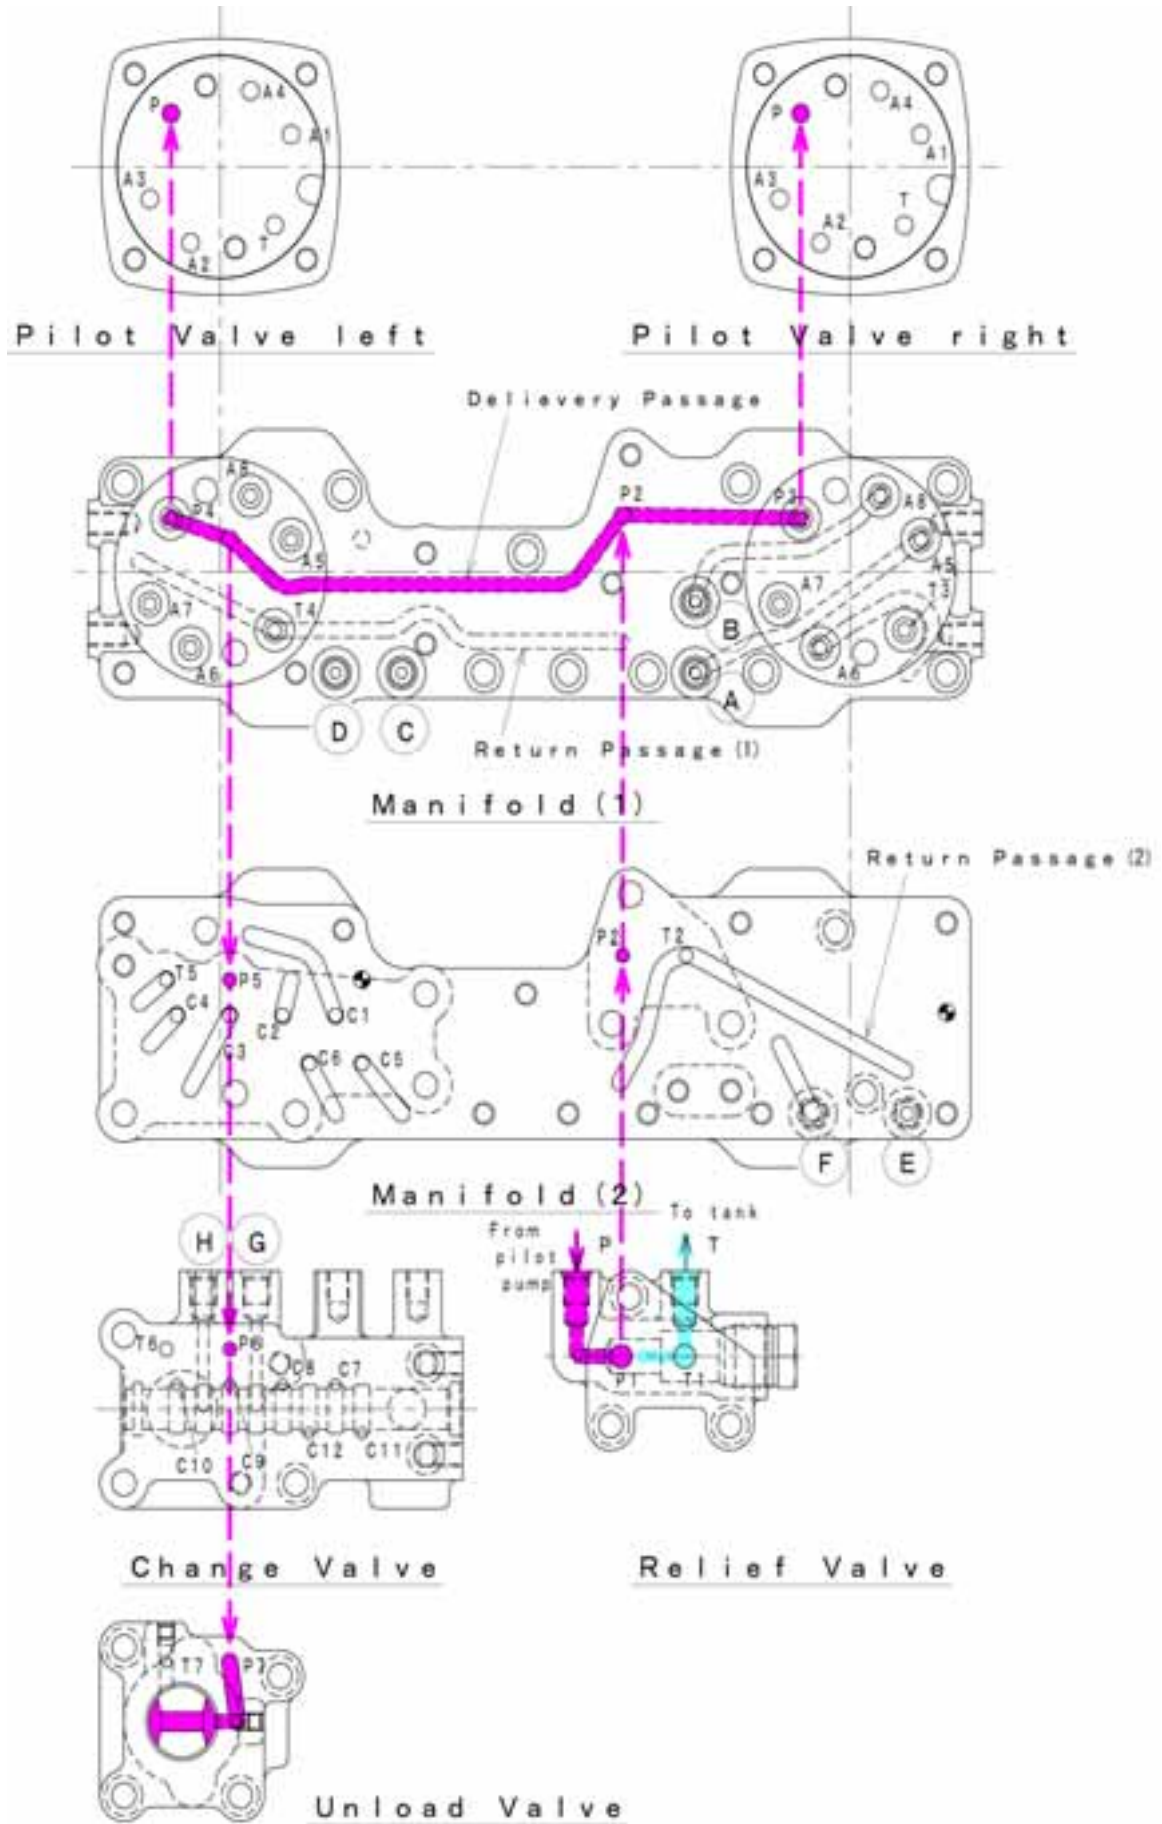 P A4 A1 A3 T A2
P A4 A1 A3 T A2
Pilot Valve left
Pilot Valve right
Delievery Passage
A8 P4 A5 A7 T4 A6
P2 P3 A8 A5 T3 A7 A6
B
A
D C
Return Passage (1)
Manifold (1)
Return Passage (2)
T5 P5 C4 C2 C1 C3 C6 C5
P2 T2
F E
Manifold (2)
H G
From pilot pump
P
To tank
T
T6 P6 C8 C7
C10 C9 C12 C11
P1 T1
Change Valve
Relief Valve
T7 P7
Unload Valve